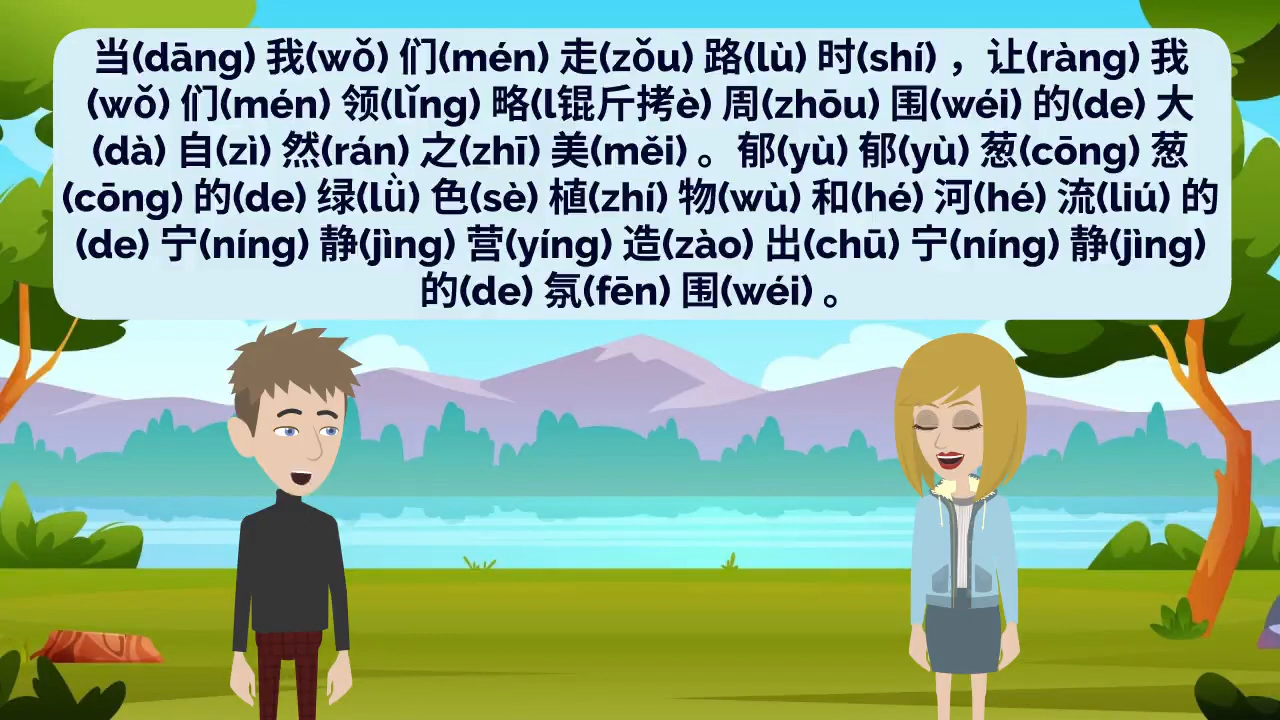 当(dāng) 我(wǒ) 们(mén) 走(zǒu) 路(lù) 时(shí) ，让(ràng) 我
(wǒ) 们(mén) 领(lǐng) 略(l锟斤拷è) 周(zhōu) 围(wéi) 的(de) 大
(dà) 自(zì) 然(rán) 之(zhī) 美(měi) 。郁(yù) 郁(yù) 葱(cōng) 葱
(cōng) 的(de) 绿(lǜ) 色(sè) 植(zhí) 物(wù) 和(hé) 河(hé) 流(liú) 的
(de) 宁(níng) 静(jìng) 营(yíng) 造(zào) 出(chū) 宁(níng) 静(jìng)
的(de) 氛(fēn) 围(wéi) 。